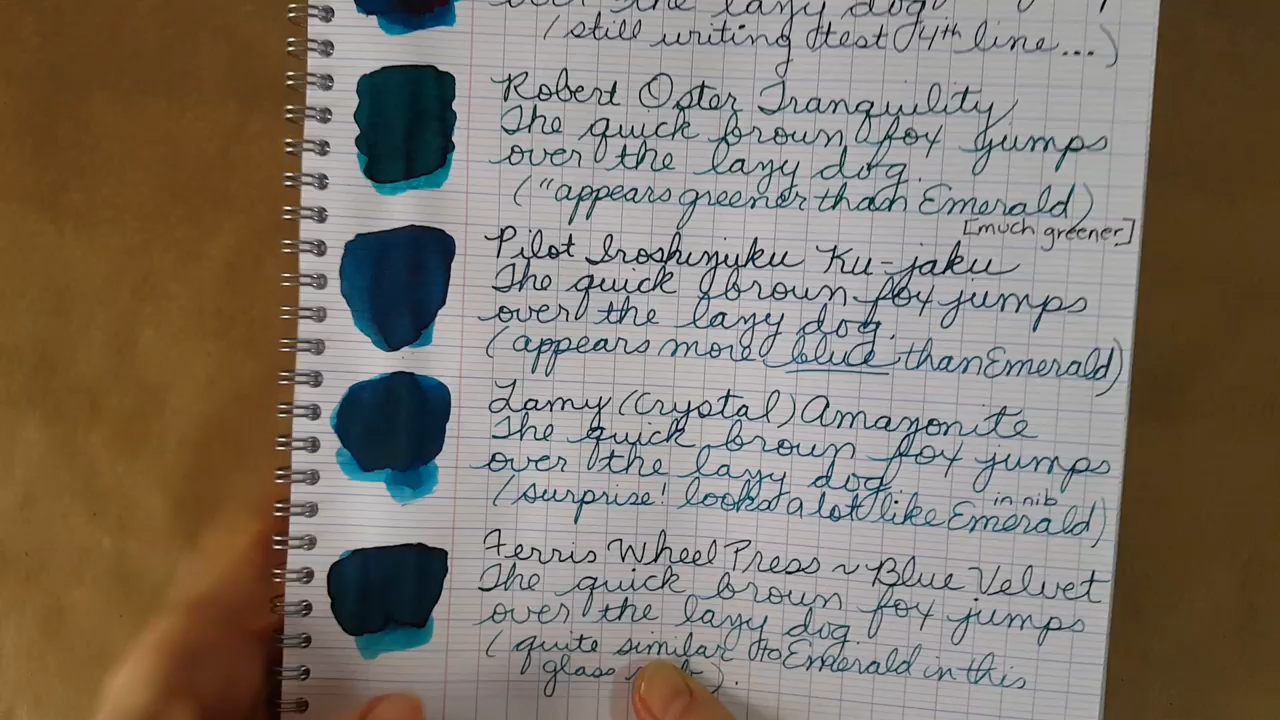 over the lazy dog
(still writing test 4th line...)
Robert Oster Tranquility
The quick brown fox jumps
over the lazy dog.
("appears greener than Emerald)
[much greener]
Pilot Iroshizuku Ku-jaku
The quick brown fox jumps
over the lazy dog.
(appears more blue than Emerald)
Lamy (Crystal) Amazonite
The quick brown fox jumps
over the lazy dog
in nib
(surprise! looks a lot like Emerald)
Ferris Wheel Press ~ Blue Velvet
The quick brown fox jumps
over the lazy dog.
(quite similar to Emerald in this
glass ).